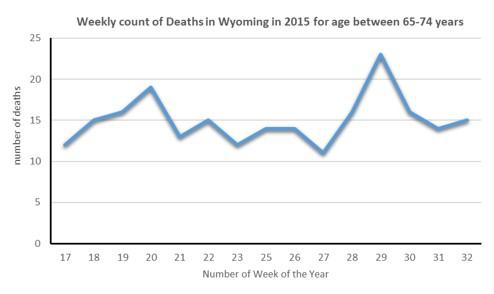 Weekly count of Deaths in Wyoming in 2015 for age between 65-74 years
25
20
15
10
5
0
number of deaths
17 18 19 20 21 22 23 25 26 27 28 29 30 31 32
Number of Week of the Year